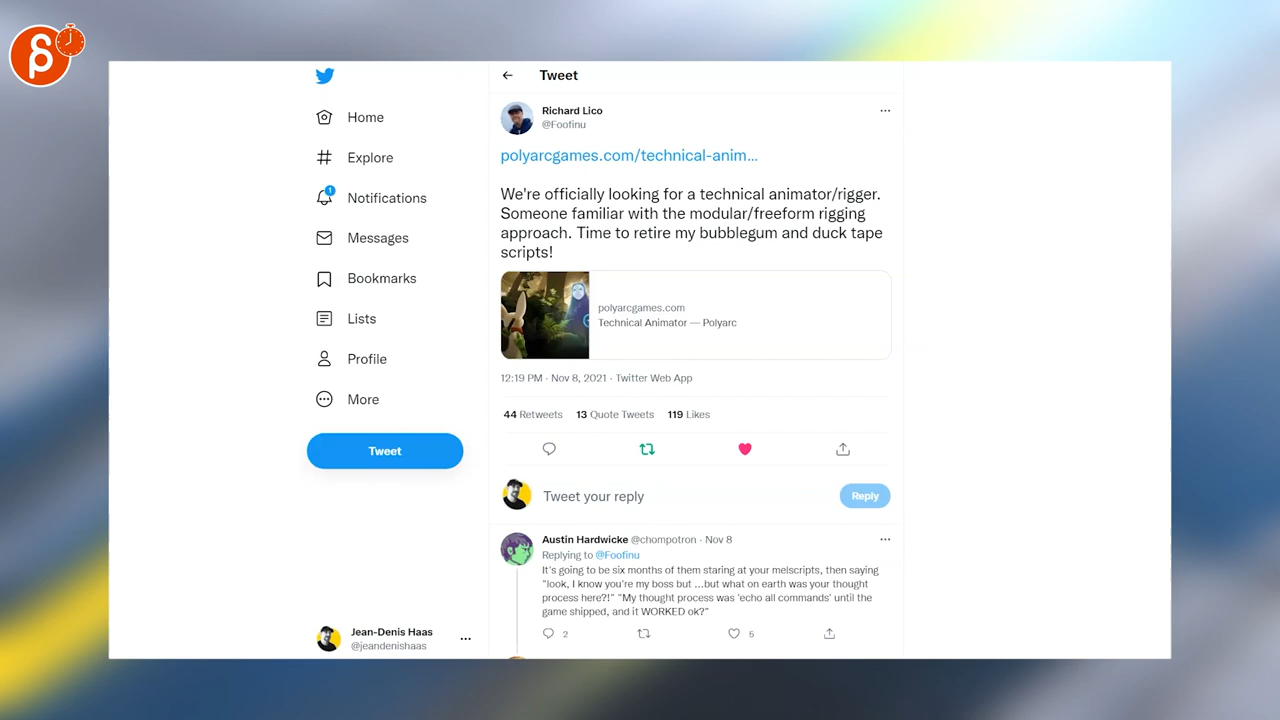 Tweet
Richard Lico
@Foofinu
polyarcgames.com/technical-anim...
We're officially looking for a technical animator/rigger.
Someone familiar with the modular/freeform rigging
approach. Time to retire my bubblegum and duck tape
scripts!
polyarcgames.com
Technical Animator — Polyarc
12:19 PM · Nov 8, 2021 · Twitter Web App
44 Retweets 13 Quote Tweets 119 Likes
Tweet your reply
Reply
Austin Hardwicke @chompotron · Nov 8
Replying to @Foofinu
It's going to be six months of them staring at your melscripts, then saying
"look, I know you're my boss but ...but what on earth was your thought
process here?!" "My thought process was 'echo all commands' until the
game shipped, and it WORKED ok?"
2 5
Home
Explore
1
Notifications
Messages
Bookmarks
Lists
Profile
More
Tweet
Jean-Denis Haas
@jeandenishaas